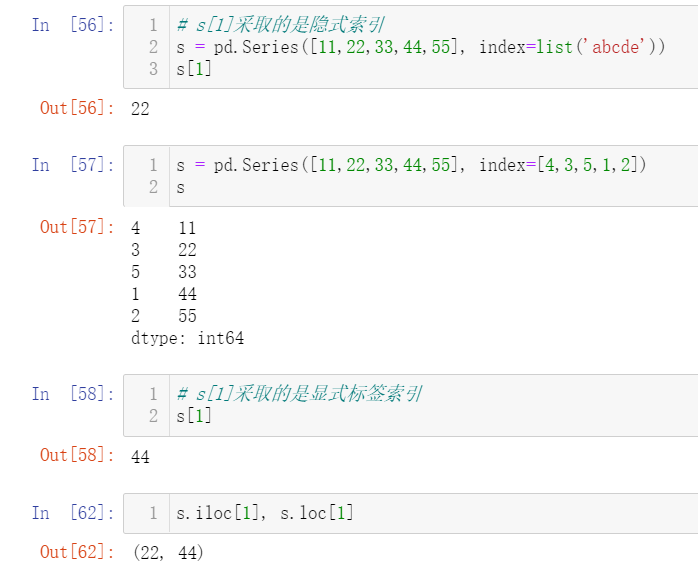 In [56]:
1 # s[1]采取的是隐式索引
2 s = pd.Series([11,22,33,44,55], index=list('abcde'))
3 s[1]
Out[56]: 22
In [57]:
1 s = pd.Series([11,22,33,44,55], index=[4,3,5,1,2])
2 s
Out[57]: 4 11
3 22
5 33
1 44
2 55
dtype: int64
In [58]:
1 # s[1]采取的是显式标签索引
2 s[1]
Out[58]: 44
In [62]:
1 s.iloc[1], s.loc[1]
Out[62]: (22, 44)